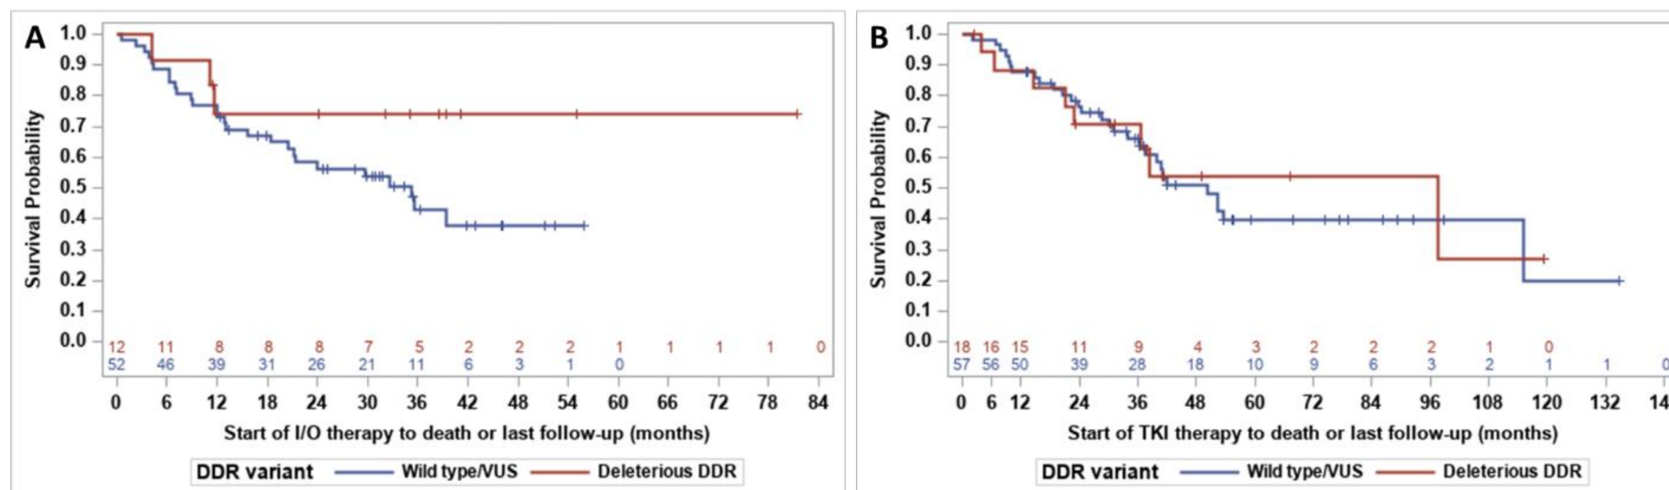 A
Survival Probability
1.0
0.9
0.8
0.7
0.6
0.5
0.4
0.3
0.2
0.1
0.0
12 11 8 8 8 7 5 2 2 2 1 1 1 1 0
52 46 39 31 26 21 11 6 3 1 0
0 6 12 18 24 30 36 42 48 54 60 66 72 78 84
Start of I/O therapy to death or last follow-up (months)
DDR variant Wild type/VUS Deleterious DDR
B
Survival Probability
1.0
0.9
0.8
0.7
0.6
0.5
0.4
0.3
0.2
0.1
0.0
18 16 15 11 9 4 3 2 2 2 1 0
57 56 50 39 28 18 10 9 6 3 2 1 1 0
0 6 12 24 36 48 60 72 84 96 108 120 132 14
Start of TKI therapy to death or last follow-up (months)
DDR variant Wild type/VUS Deleterious DDR